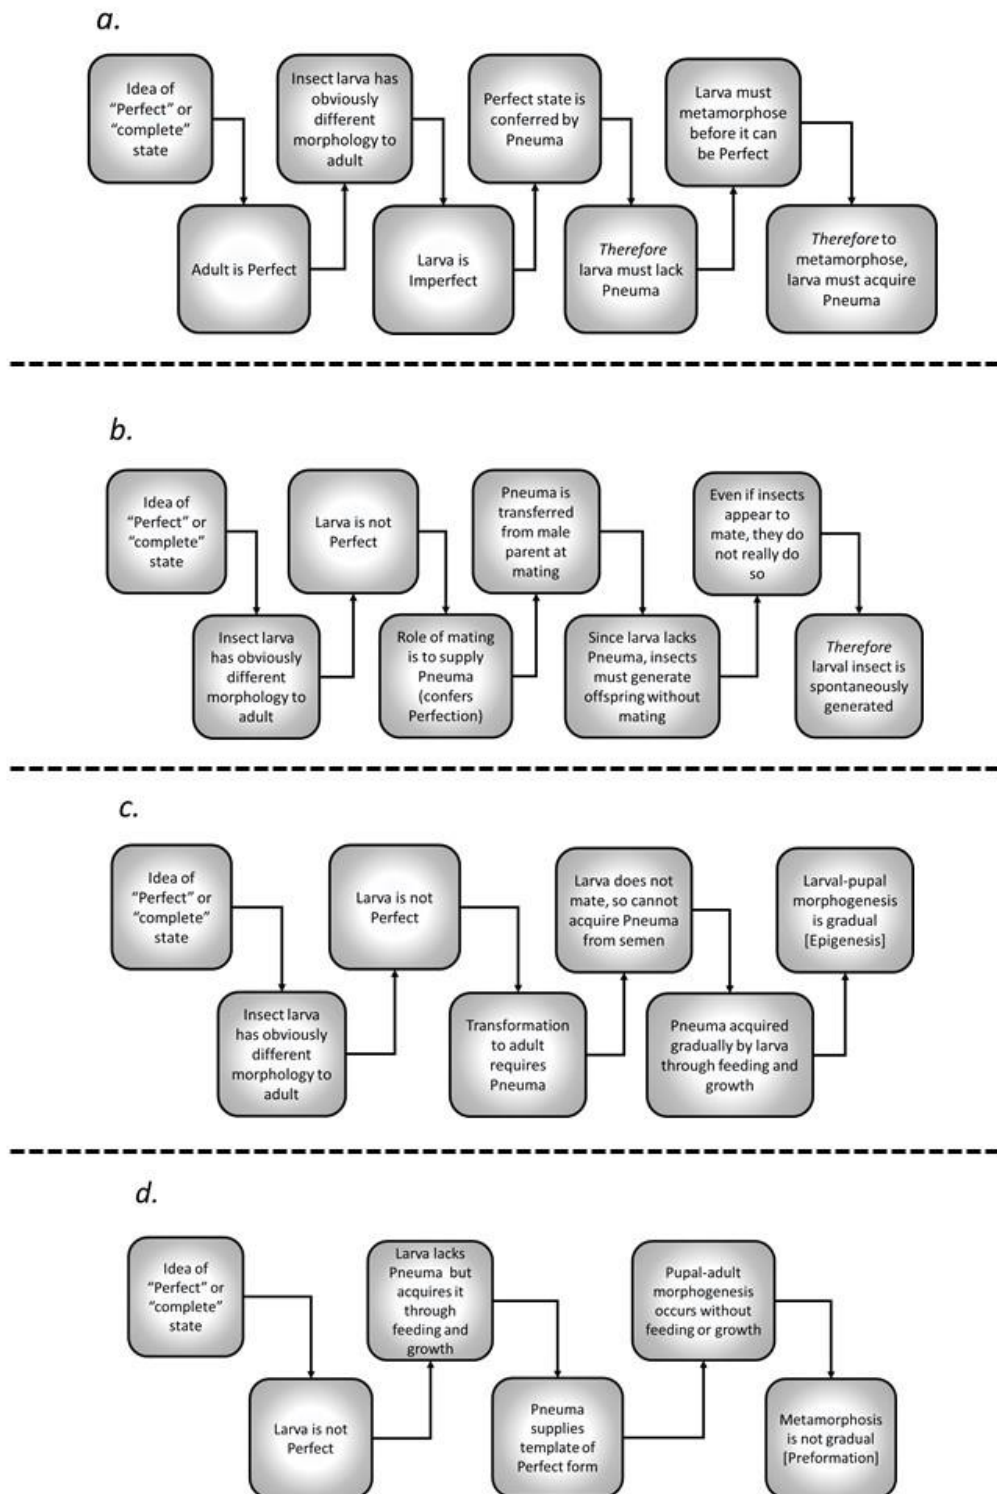 a.
Idea of
“Perfect” or
“complete”
state
Adult is Perfect
Insect larva has
obviously
different
morphology to
adult
Larva is
Imperfect
Perfect state is
conferred by
Pneuma
Therefore
larva must lack
Pneuma
Larva must
metamorphose
before it can
be Perfect
Therefore to
metamorphose,
larva must acquire
Pneuma
b.
Idea of
“Perfect” or
“complete”
state
Insect larva
has obviously
different
morphology to
adult
Larva is not
Perfect
Role of mating
is to supply
Pneuma
(confers
Perfection)
Pneuma is
transferred
from male
parent at
mating
Since larva lacks
Pneuma, insects
must generate
offspring without
mating
Even if insects
appear to
mate, they do
not really do
so
Therefore
larval insect is
spontaneously
generated
c.
Idea of
“Perfect” or
“complete”
state
Insect larva
has obviously
different
morphology to
adult
Larva is not
Perfect
Transformation
to adult
requires
Pneuma
Larva does not
mate, so cannot
acquire Pneuma
from semen
Pneuma acquired
gradually by larva
through feeding and
growth
Larval-pupal
morphogenesis
is gradual
[Epigenesis]
d.
Idea of
“Perfect” or
“complete”
state
Larva is not
Perfect
Larva lacks
Pneuma but
acquires it
through
feeding and
growth
Pneuma
supplies
template of
Perfect form
Pupal-adult
morphogenesis
occurs without
feeding or growth
Metamorphosis
is not gradual
[Preformation]